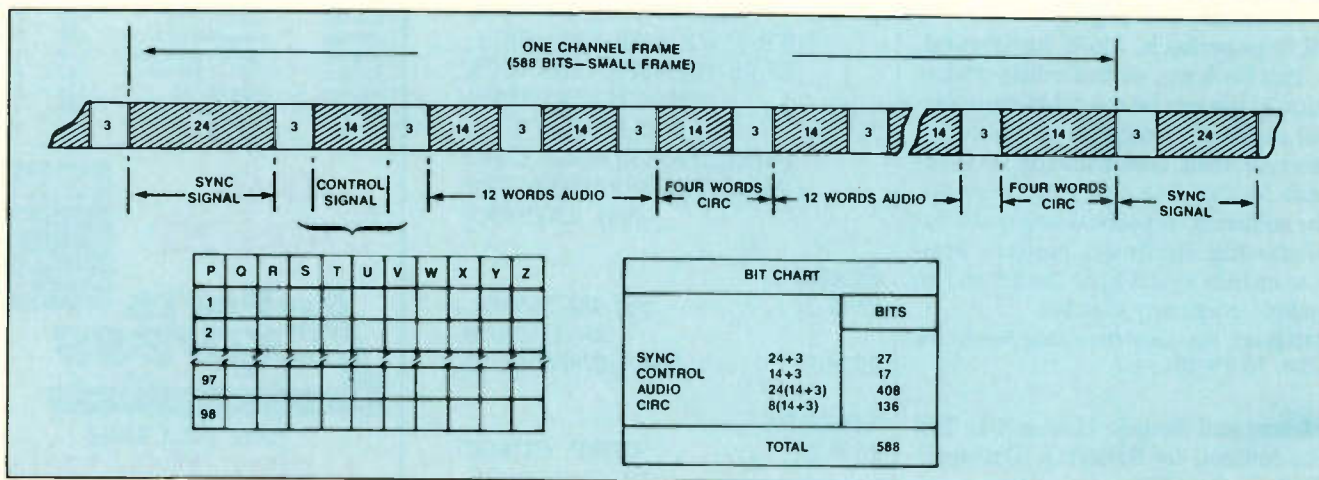 ONE CHANNEL FRAME
(588 BITS—SMALL FRAME)
3 24 3 14 3 14 3 14 3 14 3 14 3 14 3 14 3 24
SYNC
SIGNAL
CONTROL
SIGNAL
12 WORDS AUDIO
FOUR WORDS
CIRC
12 WORDS AUDIO
FOUR WORDS
CIRC
SYNC
SIGNAL
P Q R S T U V W X Y Z
1
2
97
98
BIT CHART
BITS
SYNC 24+3 27
CONTROL 14+3 17
AUDIO 24(14+3) 408
CIRC 8(14+3) 136
TOTAL 588